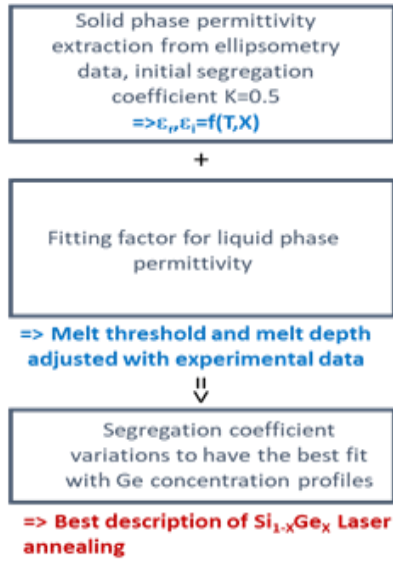 Solid phase permittivity
extraction from ellipsometry
data, initial segregation
coefficient K=0.5
=>εr,εi=f(T,X)
+
Fitting factor for liquid phase
permittivity
=> Melt threshold and melt depth
adjusted with experimental data
=>
Segregation coefficient
variations to have the best fit
with Ge concentration profiles
=> Best description of Si1-xGex Laser
annealing